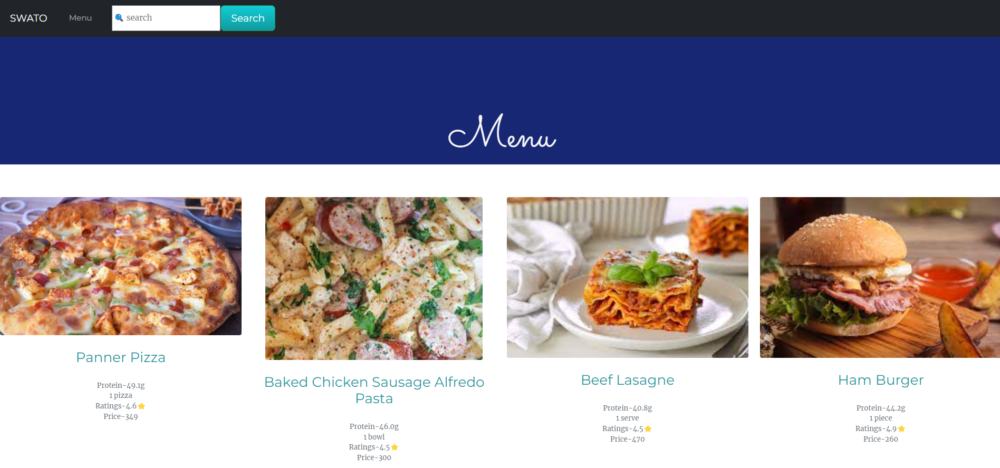 SWATO Menu search Search
Menu
Panner Pizza
Protein-49.1g
1 pizza
Ratings-4.6
Price-349
Baked Chicken Sausage Alfredo
Pasta
Protein-46.0g
1 bowl
Ratings-4.5
Price-300
Beef Lasagne
Protein-40.8g
1 serve
Ratings-4.5
Price-470
Ham Burger
Protein-44.2g
1 piece
Ratings-4.9
Price-260